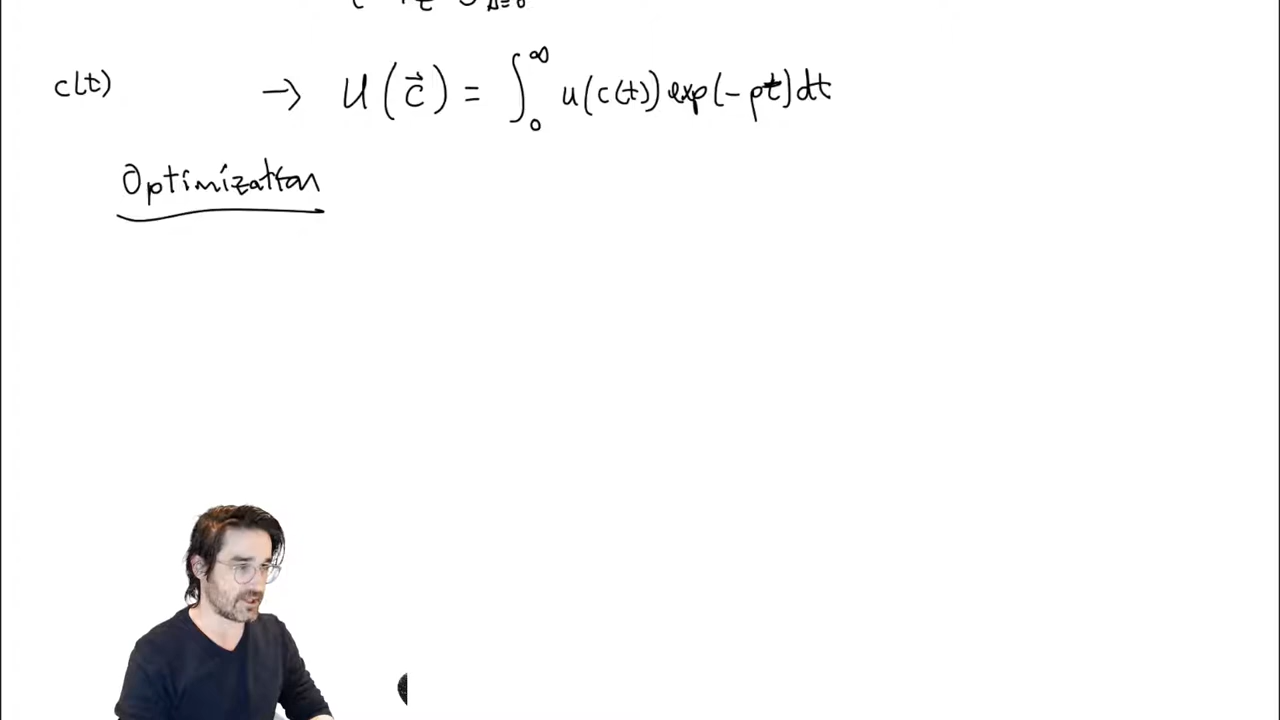 c(t) → U(c⃗) = ∫₀^∞ u(c(t)) exp(-ρt) dt
Optimization